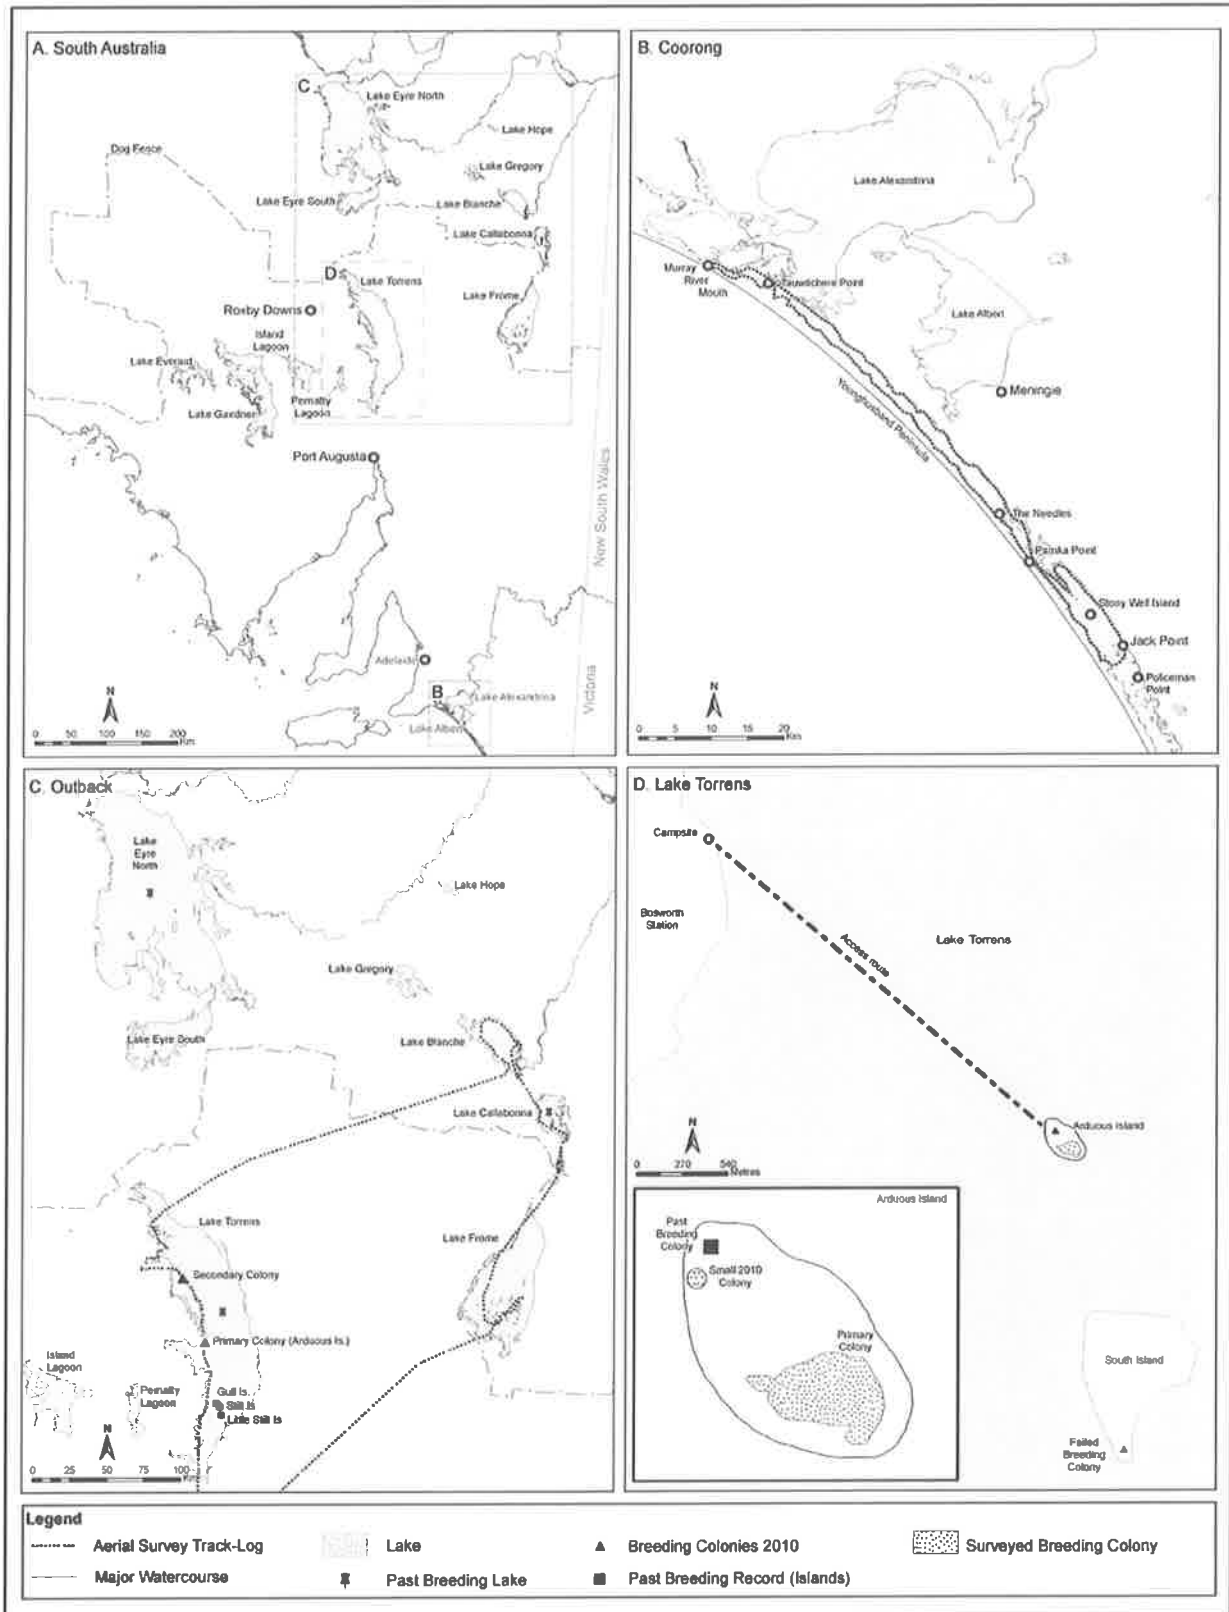 A. South Australia
C
Lake Eyre North
Lake Hope
Dog Fence
Lake Gregory
Lake Eyre South
Lake Blanche
Lake Callabonna
D
Lake Torrens
Lake Frome
Roxby Downs
Island
Lagoon
Lake Everard
Lake Gairdner
Pernatty
Lagoon
Port Augusta
New South Wales
Adelaide
B
Lake Alexandrina
Victoria
Lake Albert
N
0 50 100 150 200
Km
B. Coorong
Lake Alexandrina
Murray
River
Mouth
Tauwitchere Point
Lake Albert
Meningie
Younghusband Peninsula
The Needles
Parnka Point
Stony Well Island
Jack Point
Policeman
Point
N
0 5 10 15 20
Km
C. Outback
Lake
Eyre
North
Lake Hope
Lake Gregory
Lake Eyre South
Lake Blanche
Lake Callabonna
Lake Torrens
Lake Frome
Secondary Colony
Primary Colony (Arduous Is.)
Island
Lagoon
Pernatty
Lagoon
Gull Is.
Still Is
Little Still Is
N
0 25 50 75 100
Km
D. Lake Torrens
Campsite
Bosworth
Station
Access route
Lake Torrens
N
Arduous Island
0 270 540
Metres
Arduous Island
Past
Breeding
Colony
Small 2010
Colony
Primary
Colony
South Island
Failed
Breeding
Colony
Legend
Aerial Survey Track-Log
Lake
Breeding Colonies 2010
Surveyed Breeding Colony
Major Watercourse
Past Breeding Lake
Past Breeding Record (Islands)